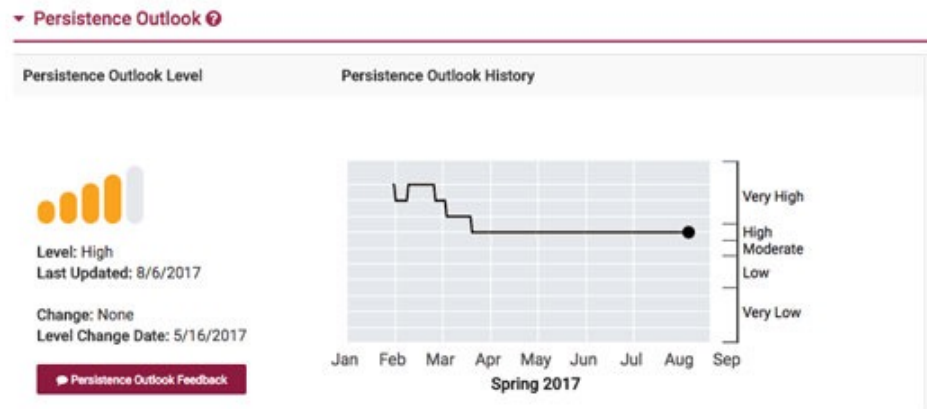 Persistence Outlook
Persistence Outlook Level
Persistence Outlook History
Level: High
Last Updated: 8/6/2017
Change: None
Level Change Date: 5/16/2017
Persistence Outlook Feedback
Very High
High
Moderate
Low
Very Low
Jan Feb Mar Apr May Jun Jul Aug Sep
Spring 2017